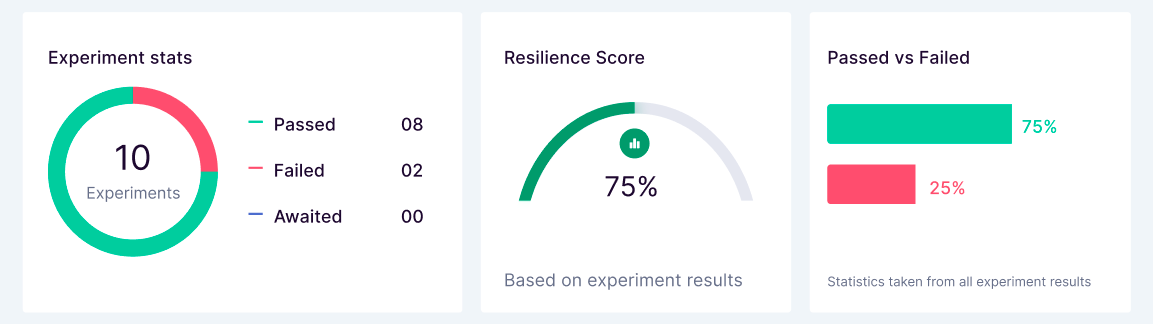 Experiment stats
10
Experiments
Passed 08
Failed 02
Awaited 00
Resilience Score
75%
Based on experiment results
Passed vs Failed
75%
25%
Statistics taken from all experiment results